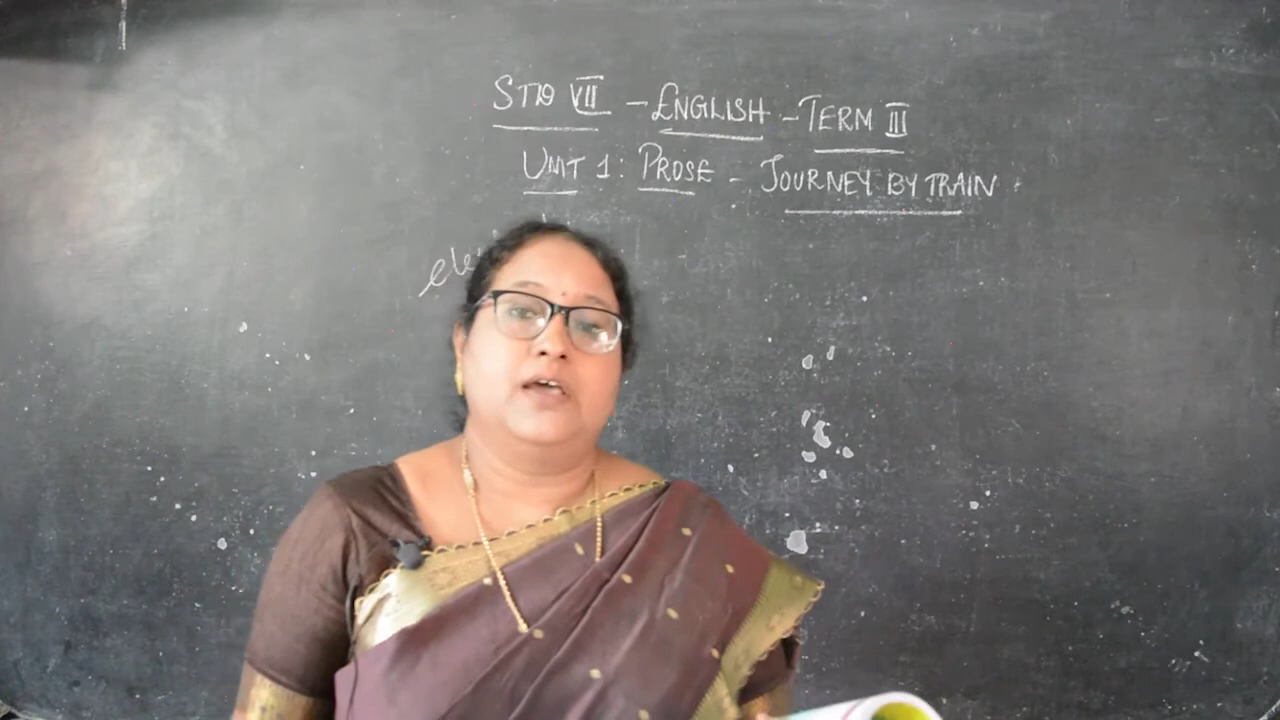 STD VII - ENGLISH - TERM III
UNIT 1: PROSE - JOURNEY BY TRAIN